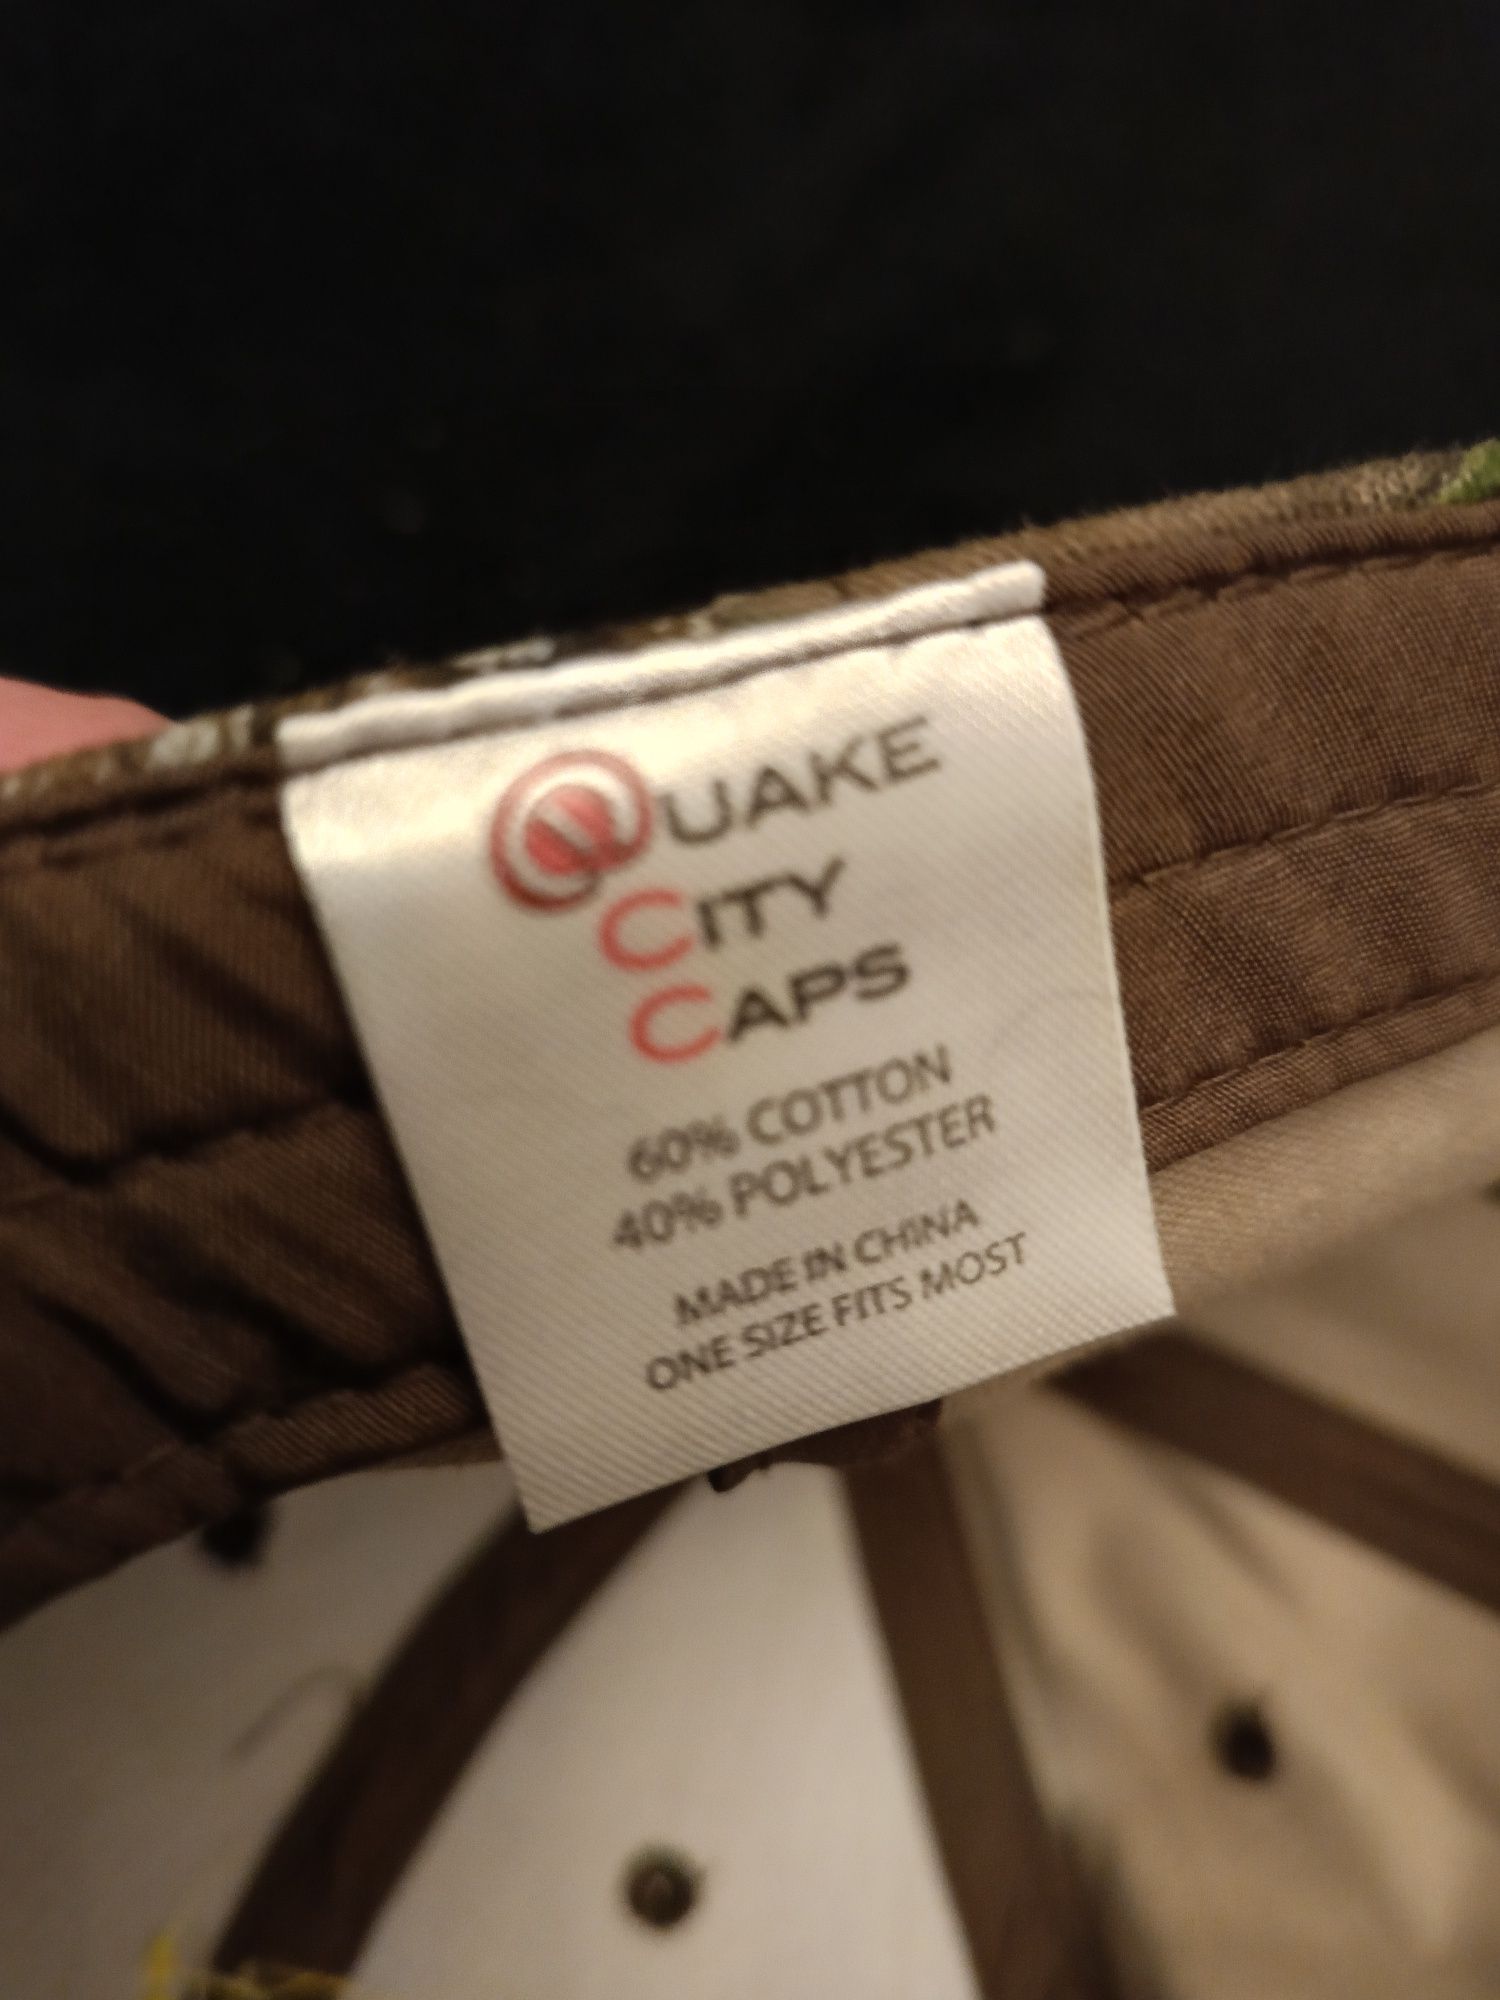 QUAKE
CITY
CAPS
60% COTTON
40% POLYESTER
MADE IN CHINA
ONE SIZE FITS MOST